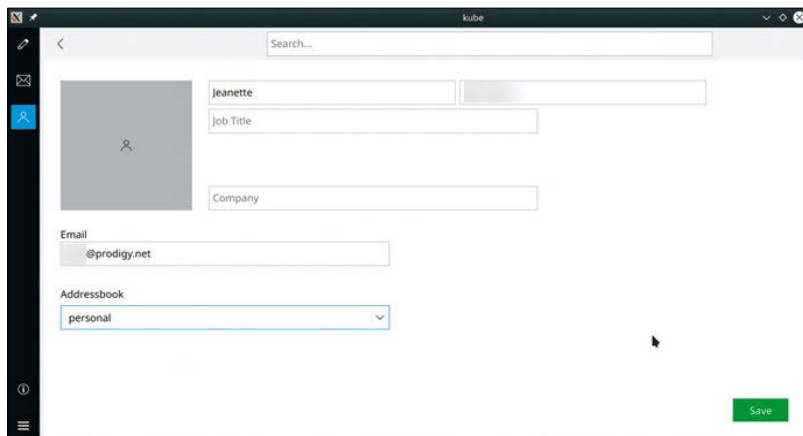 kube
Search...
Jeanette
Job Title
Company
Email
@prodigy.net
Addressbook
personal
Save